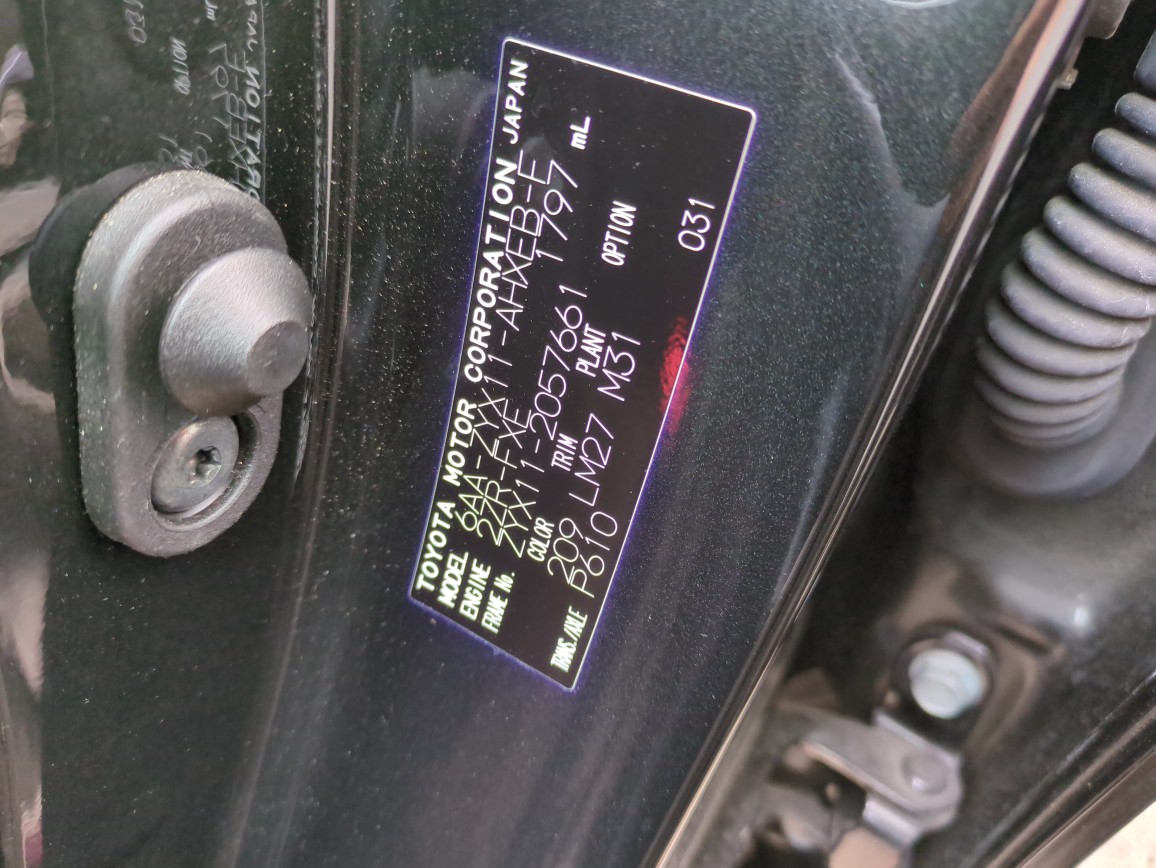 TOYOTA MOTOR CORPORATION JAPAN
MODEL 6AA-ZYX11-AHXEB-E
ENGINE 2ZR-FXE 1797 mL
FRAME No. ZYX11-2057661
COLOR TRIM PLANT OPTION
209 LM27 M31
TRANS./AXLE P610 031